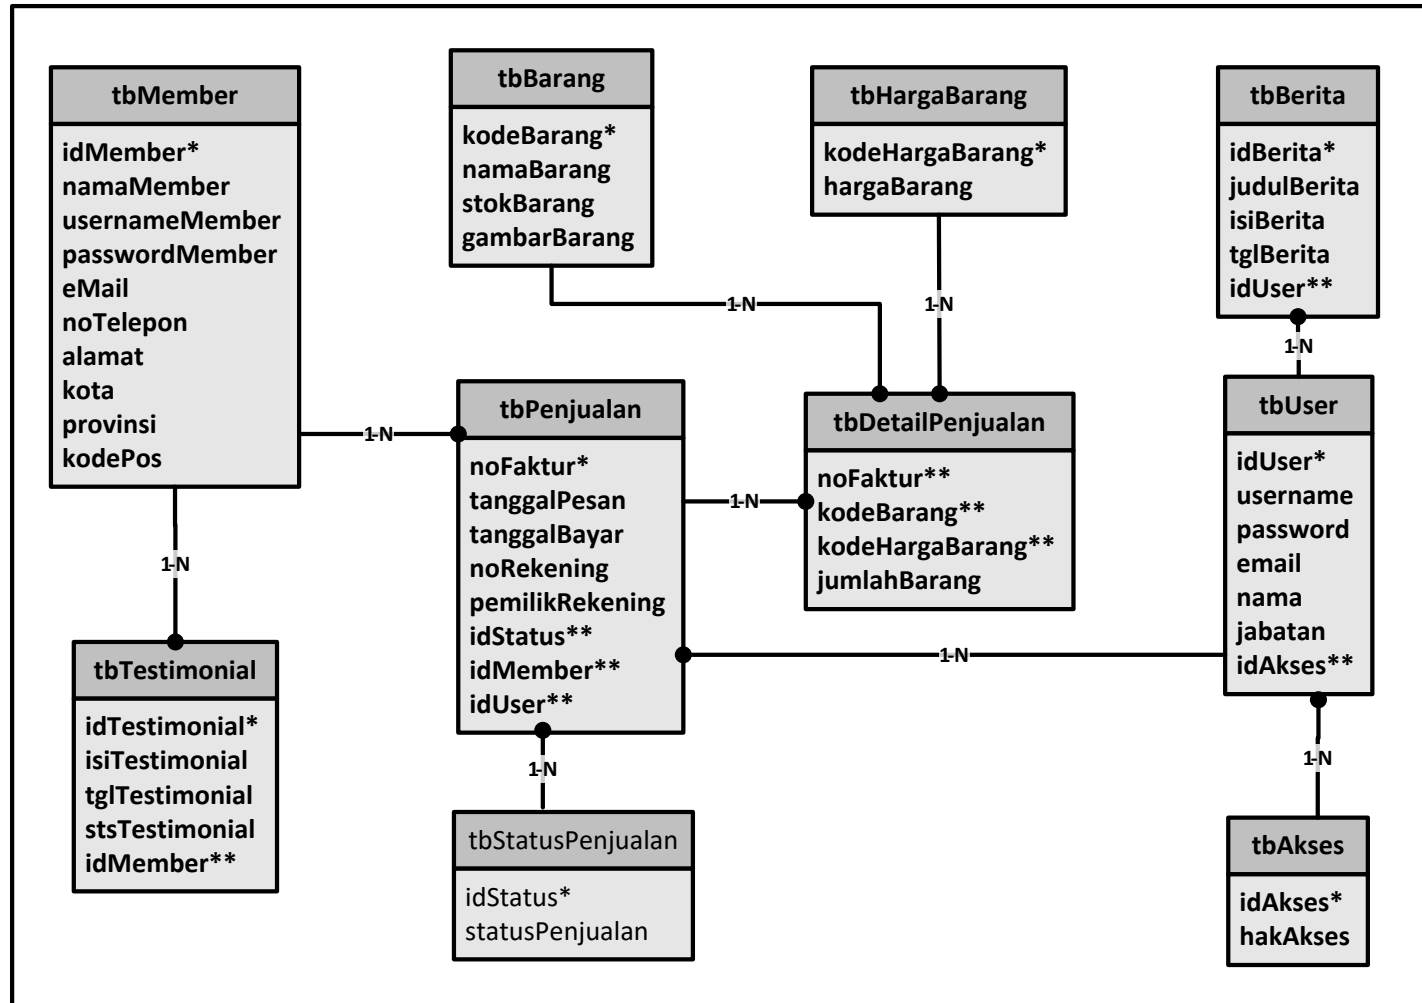 tbMember
idMember*
namaMember
usernameMember
passwordMember
eMail
noTelepon
alamat
kota
provinsi
kodePos
tbBarang
kodeBarang*
namaBarang
stokBarang
gambarBarang
tbHargaBarang
kodeHargaBarang*
hargaBarang
tbBerita
idBerita*
judulBerita
isiBerita
tglBerita
idUser**
1-N
1-N
1-N
tbPenjualan
noFaktur*
tanggalPesan
tanggalBayar
noRekening
pemilikRekening
idStatus**
idMember**
idUser**
1-N
1-N
tbDetailPenjualan
noFaktur**
kodeBarang**
kodeHargaBarang**
jumlahBarang
tbUser
idUser*
username
password
email
nama
jabatan
idAkses**
1-N
1-N
tbTestimonial
idTestimonial*
isiTestimonial
tglTestimonial
stsTestimonial
idMember**
1-N
tbStatusPenjualan
idStatus*
statusPenjualan
1-N
tbAkses
idAkses*
hakAkses